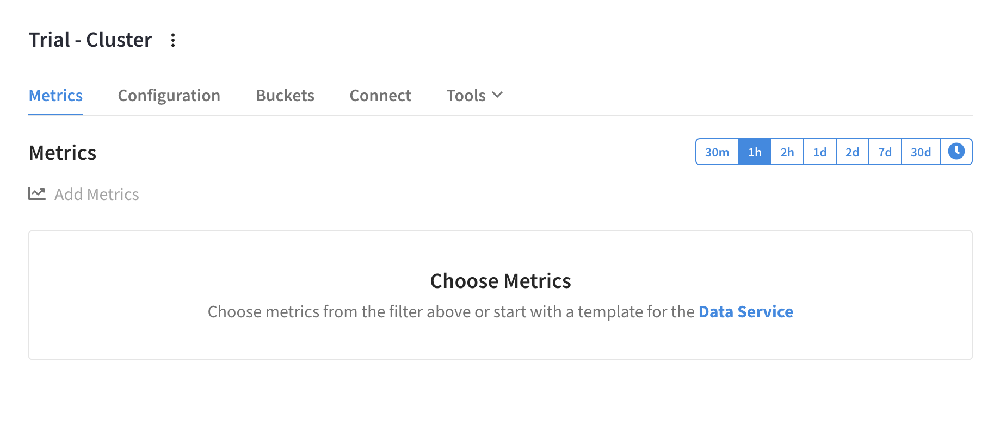 Trial - Cluster
Metrics Configuration Buckets Connect Tools
Metrics
30m 1h 2h 1d 2d 7d 30d
Add Metrics
Choose Metrics
Choose metrics from the filter above or start with a template for the Data Service